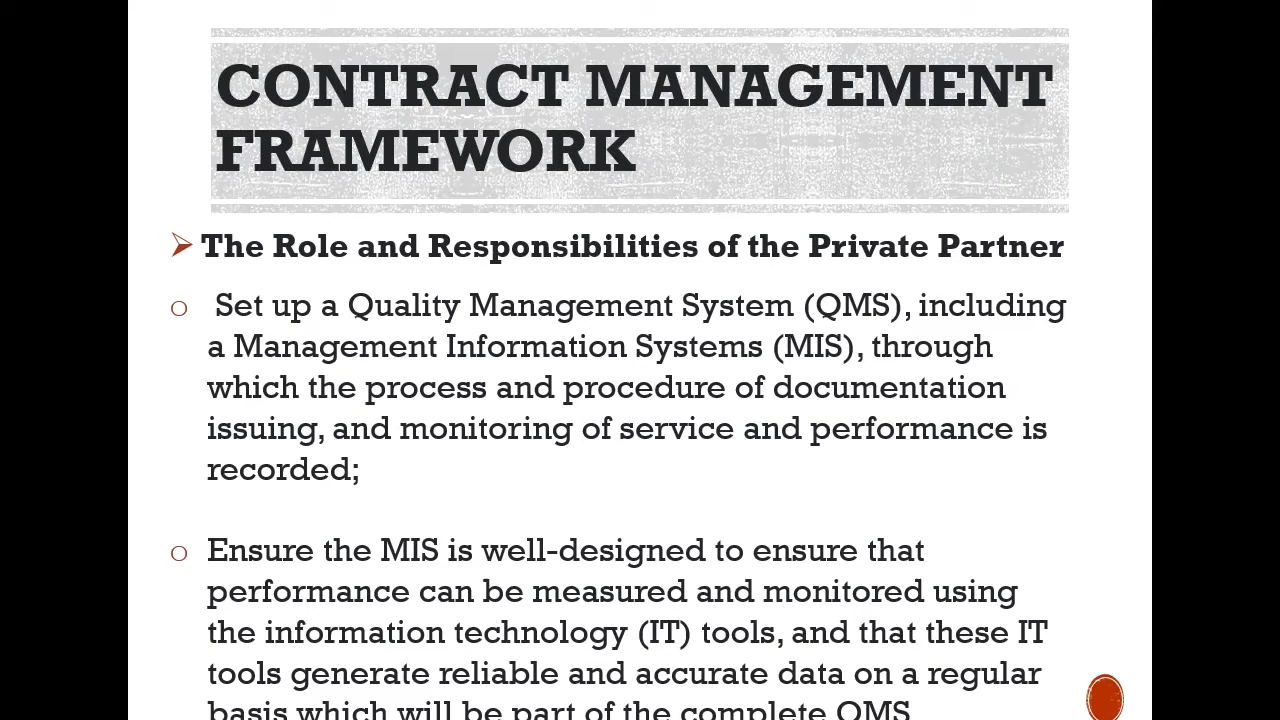 CONTRACT MANAGEMENT
FRAMEWORK
The Role and Responsibilities of the Private Partner
Set up a Quality Management System (QMS), including
a Management Information Systems (MIS), through
which the process and procedure of documentation
issuing, and monitoring of service and performance is
recorded;
Ensure the MIS is well-designed to ensure that
performance can be measured and monitored using
the information technology (IT) tools, and that these IT
tools generate reliable and accurate data on a regular
basis which will be part of the complete QMS